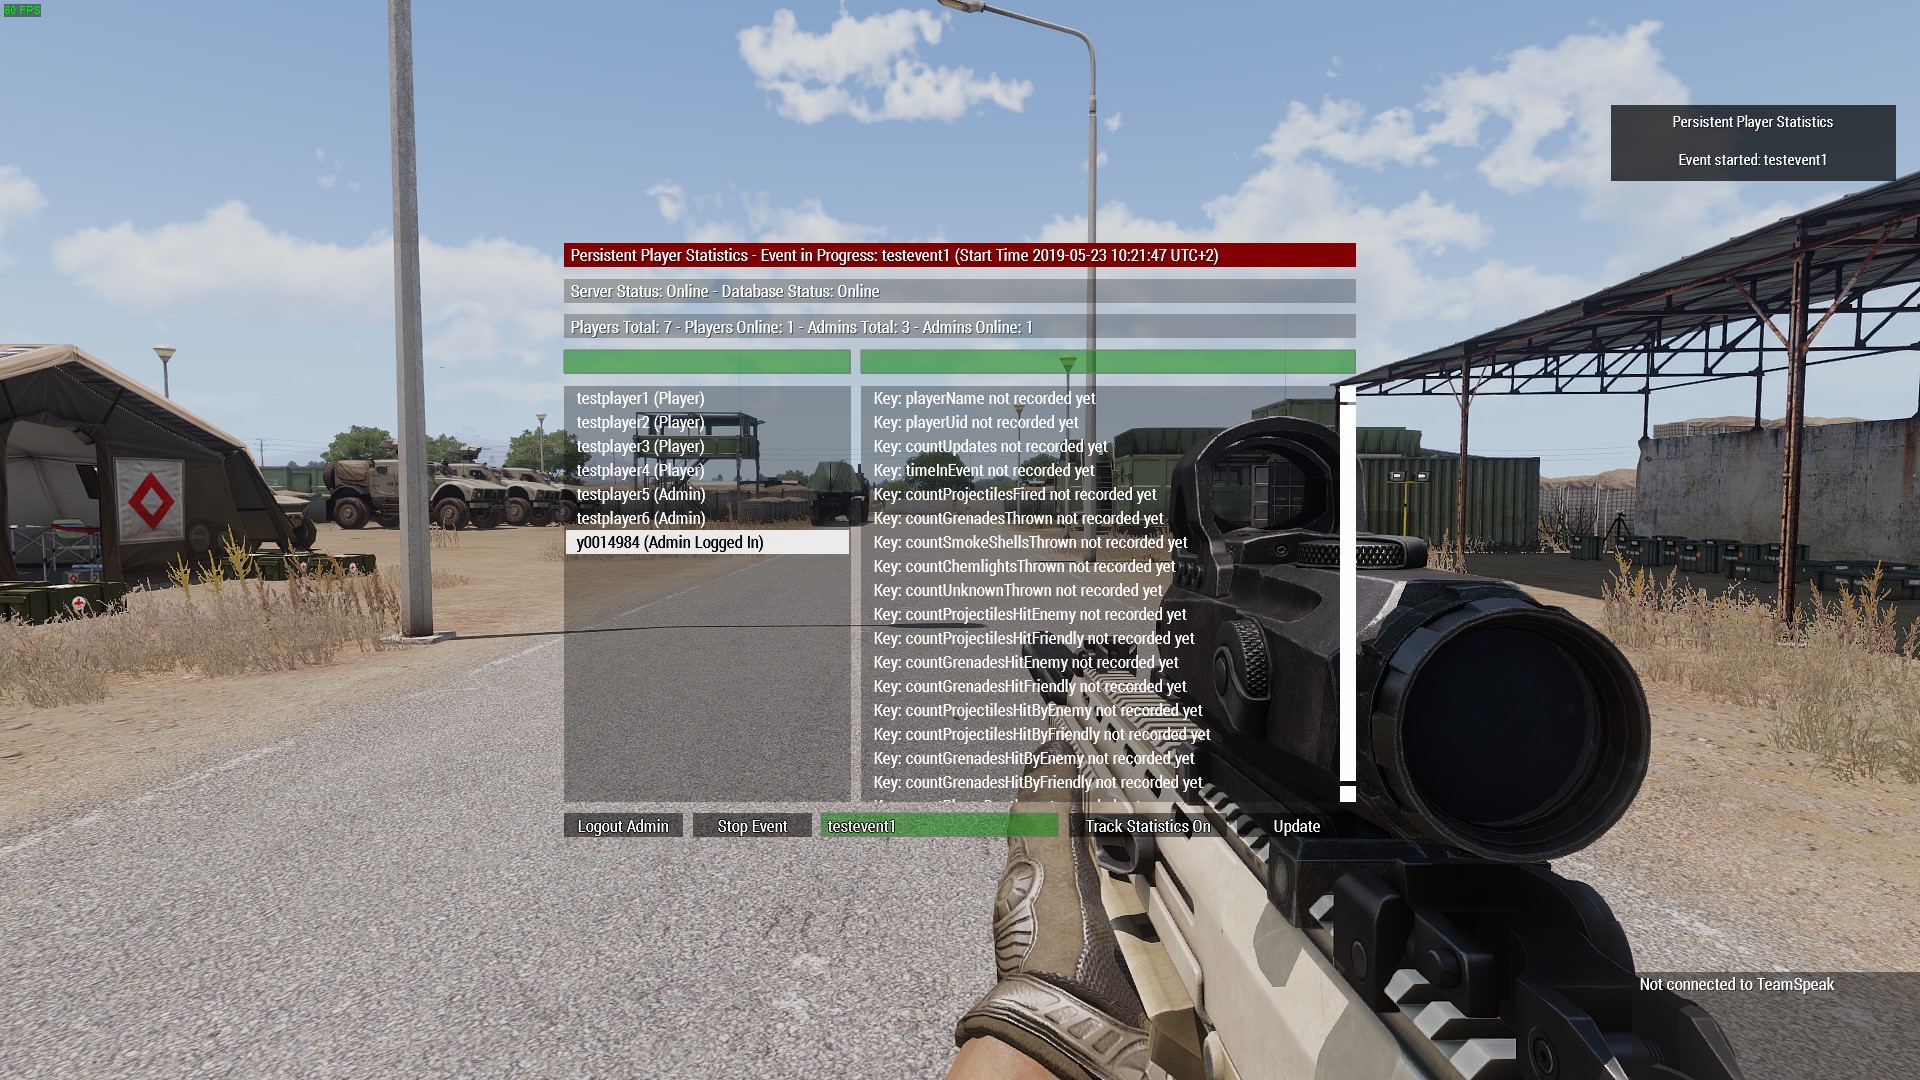 60 FPS
Persistent Player Statistics
Event started: testevent1
Persistent Player Statistics - Event in Progress: testevent1 (Start Time 2019-05-23 10:21:47 UTC+2)
Server Status: Online - Database Status: Online
Players Total: 7 - Players Online: 1 - Admins Total: 3 - Admins Online: 1
testplayer1 (Player)
testplayer2 (Player)
testplayer3 (Player)
testplayer4 (Player)
testplayer5 (Admin)
testplayer6 (Admin)
y0014984 (Admin Logged In)
Key: playerName not recorded yet
Key: playerUid not recorded yet
Key: countUpdates not recorded yet
Key: timeInEvent not recorded yet
Key: countProjectilesFired not recorded yet
Key: countGrenadesThrown not recorded yet
Key: countSmokeShellsThrown not recorded yet
Key: countChemlightsThrown not recorded yet
Key: countUnknownThrown not recorded yet
Key: countProjectilesHitEnemy not recorded yet
Key: countProjectilesHitFriendly not recorded yet
Key: countGrenadesHitEnemy not recorded yet
Key: countGrenadesHitFriendly not recorded yet
Key: countProjectilesHitByEnemy not recorded yet
Key: countProjectilesHitByFriendly not recorded yet
Key: countGrenadesHitByEnemy not recorded yet
Key: countGrenadesHitByFriendly not recorded yet
Logout Admin
Stop Event
testevent1
Track Statistics On
Update
Not connected to TeamSpeak